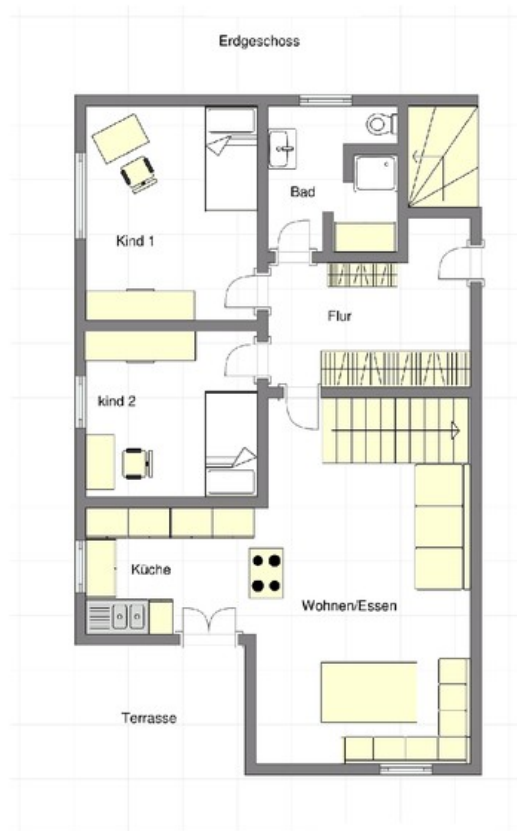 Erdgeschoss
Bad
Kind 1
Flur
kind 2
Küche
Wohnen/Essen
Terrasse